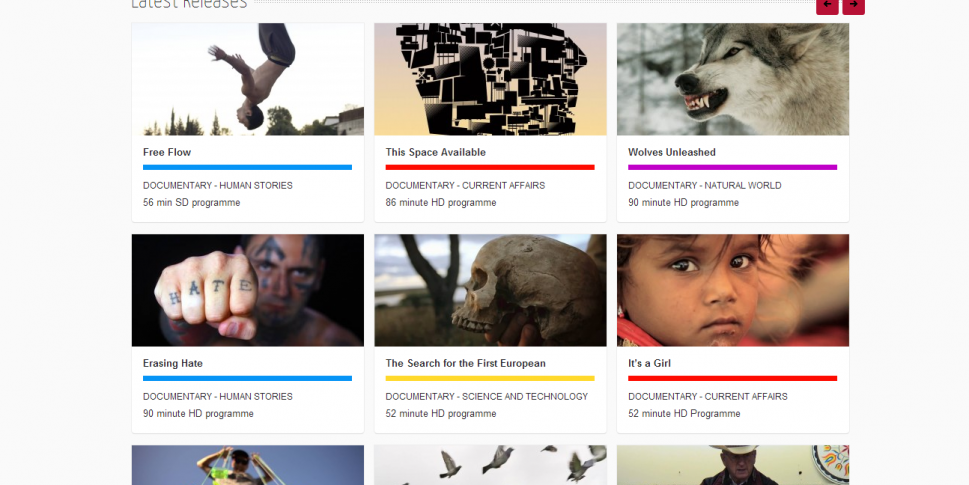 Latest Releases
Free Flow
DOCUMENTARY - HUMAN STORIES
56 min SD programme
This Space Available
DOCUMENTARY - CURRENT AFFAIRS
86 minute HD programme
Wolves Unleashed
DOCUMENTARY - NATURAL WORLD
90 minute HD programme
HATE
Erasing Hate
DOCUMENTARY - HUMAN STORIES
90 minute HD programme
The Search for the First European
DOCUMENTARY - SCIENCE AND TECHNOLOGY
52 minute HD programme
It's a Girl
DOCUMENTARY - CURRENT AFFAIRS
52 minute HD Programme